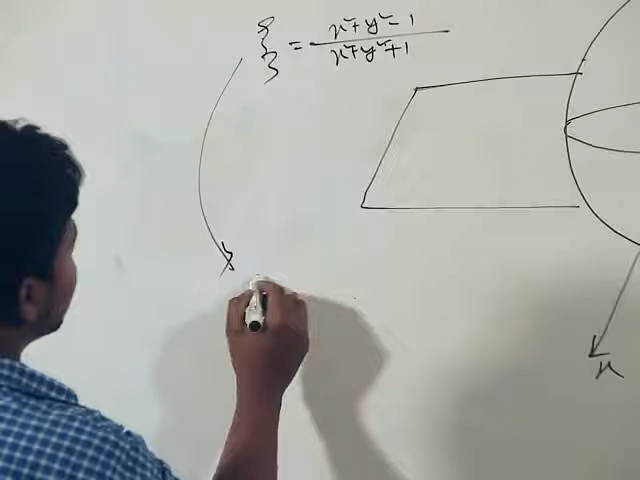 ξ = x²+y²-1 / x²+y²+1
x